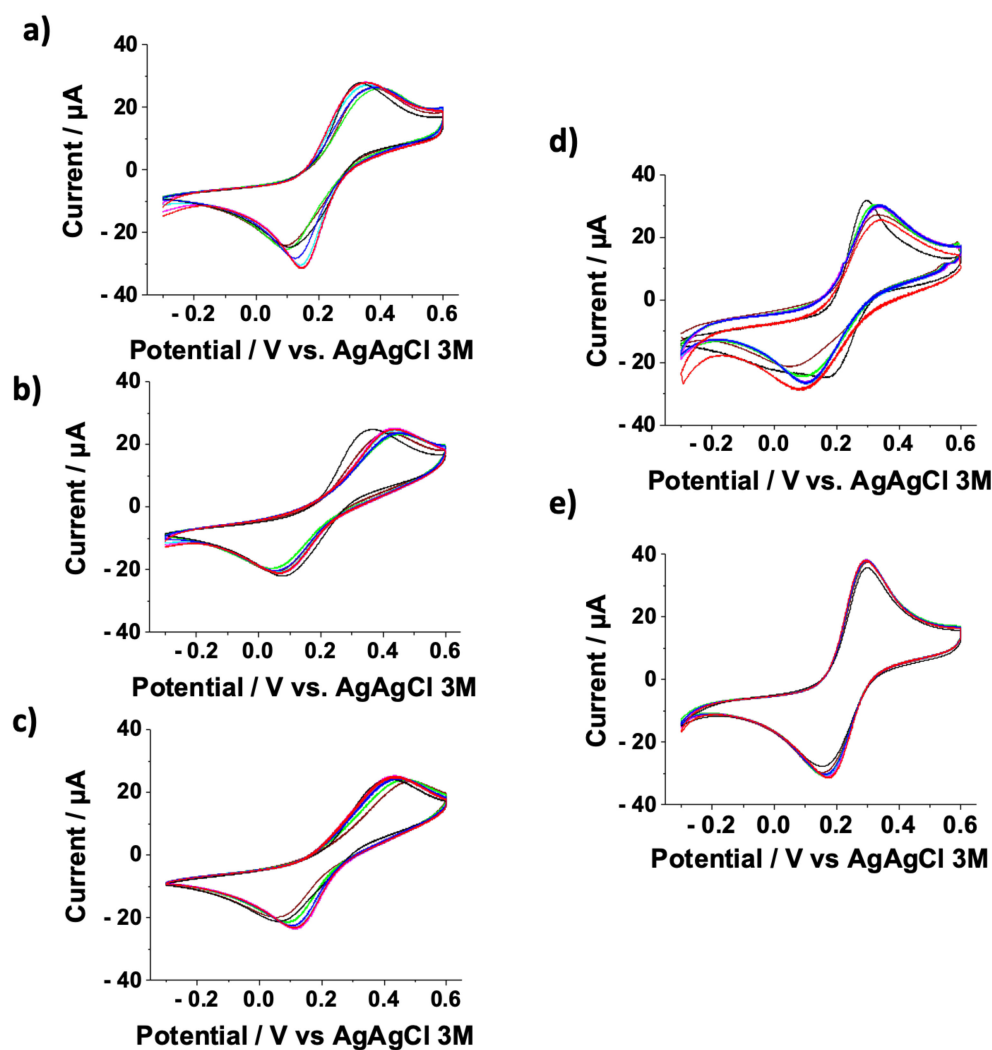 a)
Current / µA
40
20
0
- 20
- 40
- 0.2 0.0 0.2 0.4 0.6
Potential / V vs. AgAgCl 3M
b)
Current / µA
40
20
0
- 20
- 40
- 0.2 0.0 0.2 0.4 0.6
Potential / V vs. AgAgCl 3M
c)
Current / µA
40
20
0
- 20
- 40
- 0.2 0.0 0.2 0.4 0.6
Potential / V vs AgAgCl 3M
d)
Current / µA
40
20
0
- 20
- 40
- 0.2 0.0 0.2 0.4 0.6
Potential / V vs. AgAgCl 3M
e)
Current / µA
40
20
0
- 20
- 40
- 0.2 0.0 0.2 0.4 0.6
Potential / V vs AgAgCl 3M